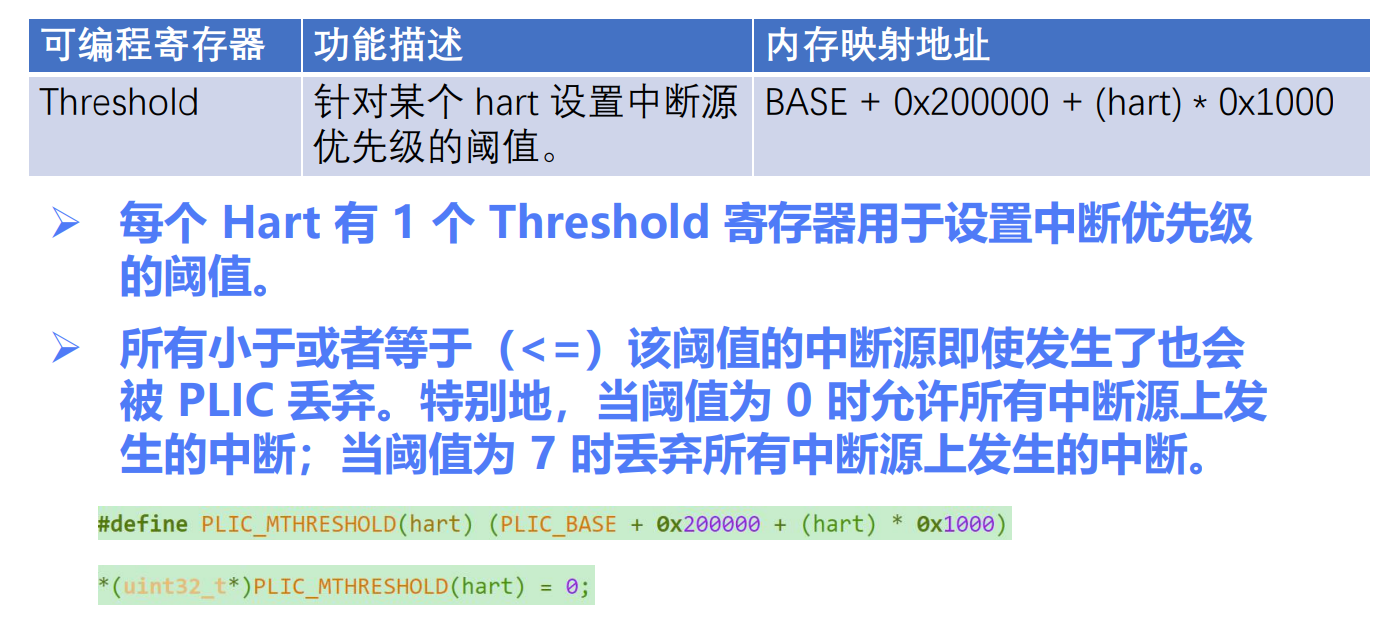 可编程寄存器 功能描述 内存映射地址
Threshold 针对某个 hart 设置中断源 BASE + 0x200000 + (hart) * 0x1000
优先级的阈值。
➢ 每个 Hart 有 1 个 Threshold 寄存器用于设置中断优先级
的阈值。
➢ 所有小于或者等于（<=）该阈值的中断源即使发生了也会
被 PLIC 丢弃。特别地，当阈值为 0 时允许所有中断源上发
生的中断；当阈值为 7 时丢弃所有中断源上发生的中断。
#define PLIC_MTHRESHOLD(hart) (PLIC_BASE + 0x200000 + (hart) * 0x1000)
*(uint32_t*)PLIC_MTHRESHOLD(hart) = 0;